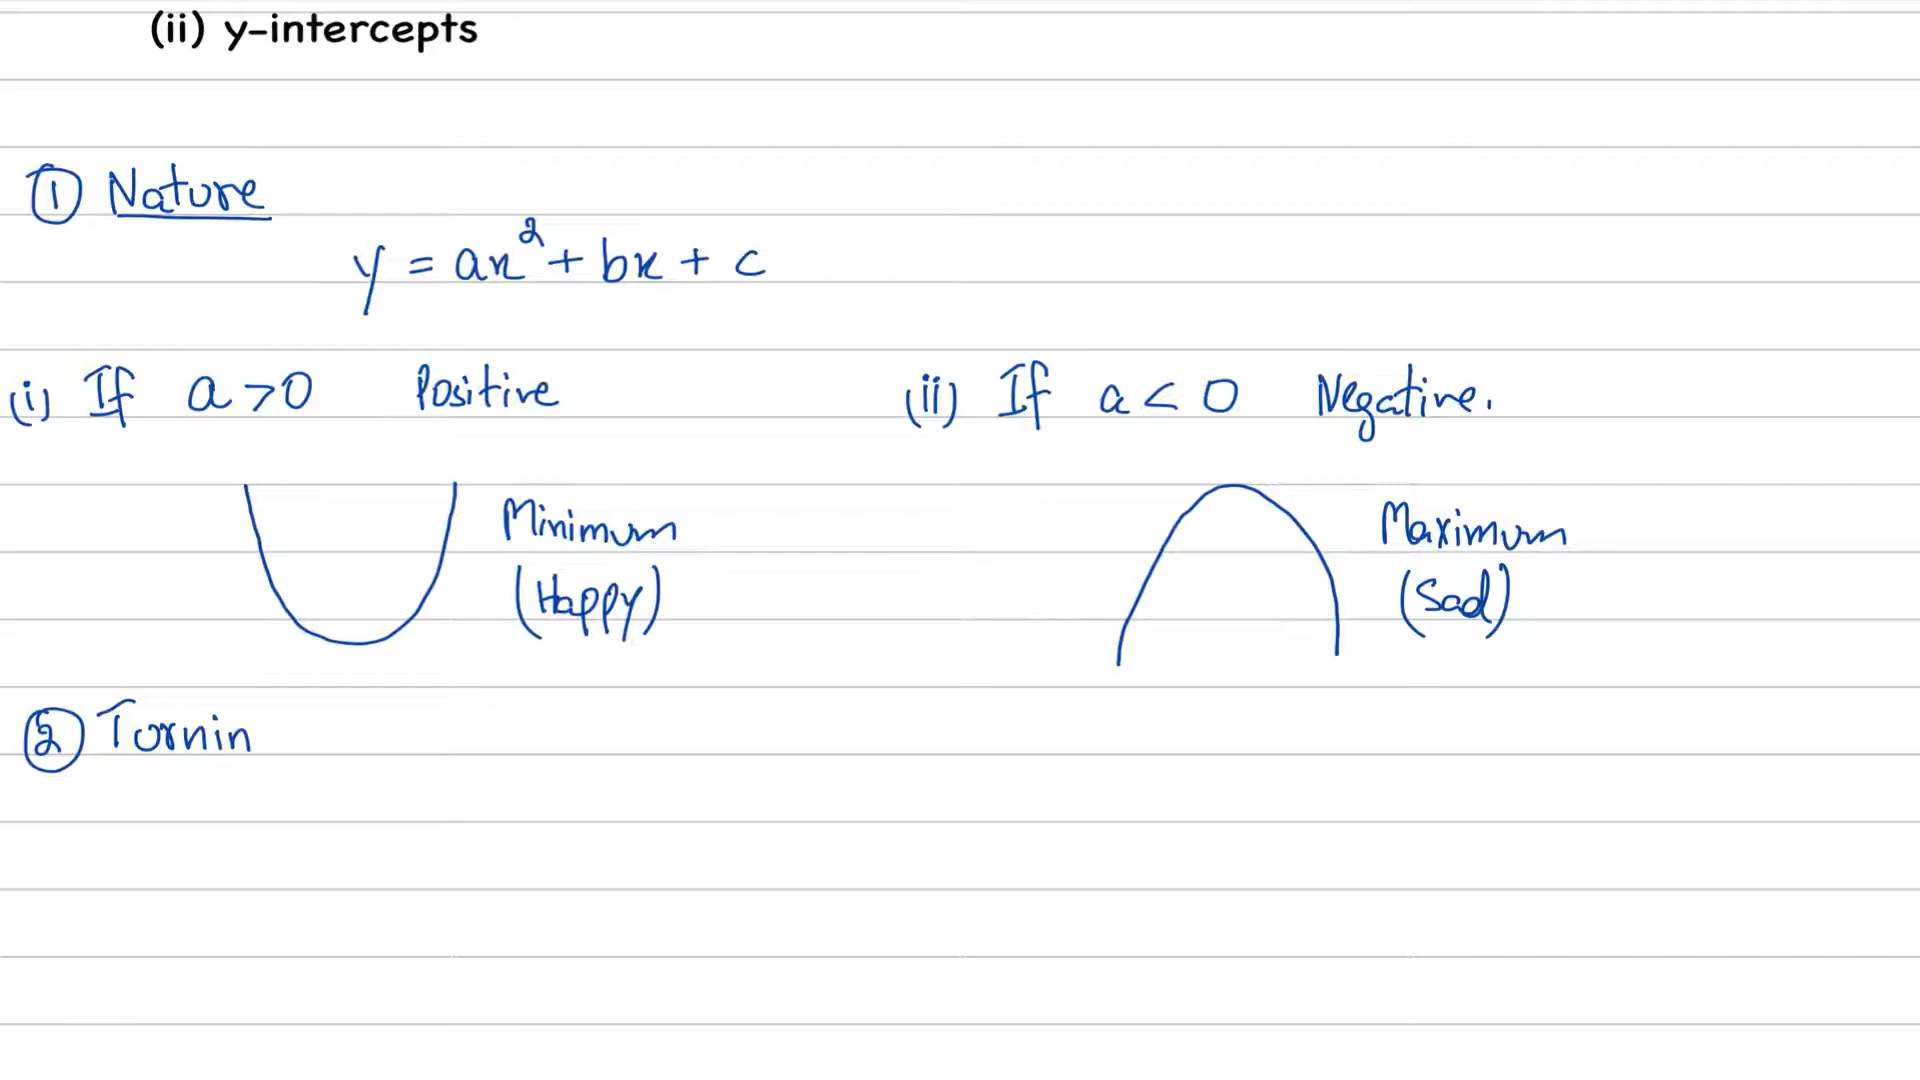 (ii) y-intercepts
① Nature
y = ax² + bx + c
(i) If a > 0 Positive (ii) If a < 0 Negative.
Minimum Maximum
(Happy) (Sad)
② Turnin